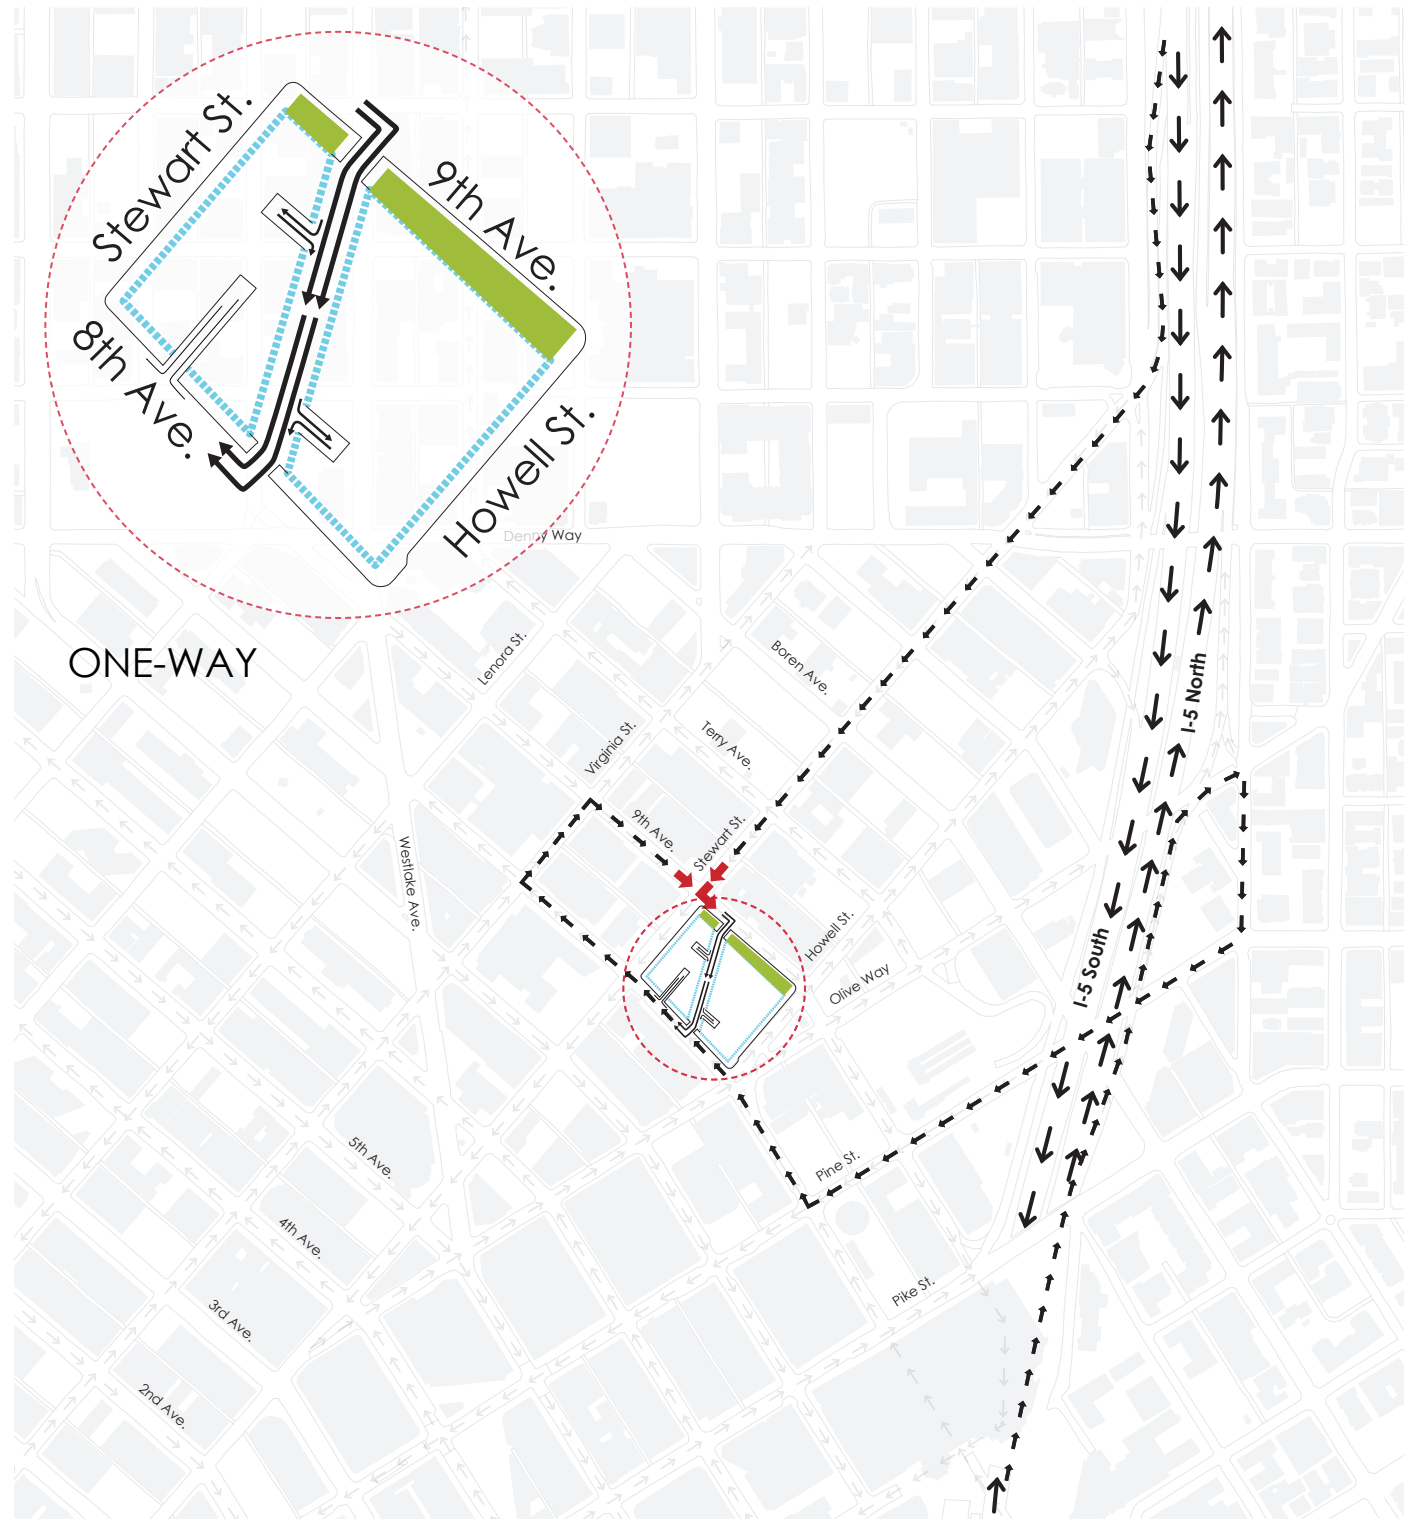 Stewart St.
9th Ave.
8th Ave.
Howell St.
Denny Way
ONE-WAY
Lenora St.
Boren Ave.
Virginia St.
Terry Ave.
I-5 North
9th Ave.
Stewart St.
Westlake Ave.
Howell St.
Olive Way
I-5 South
5th Ave.
Pine St.
4th Ave.
Pike St.
3rd Ave.
2nd Ave.